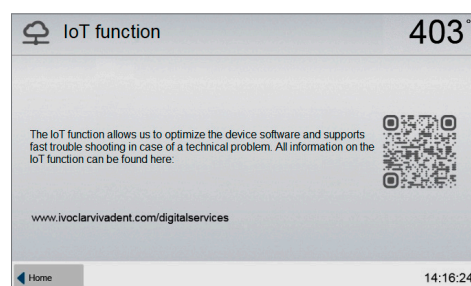 IoT function
403°
The IoT function allows us to optimize the device software and supports
fast trouble shooting in case of a technical problem. All information on the
IoT function can be found here:
www.ivoclarvivadent.com/digitalservices
Home
14:16:24